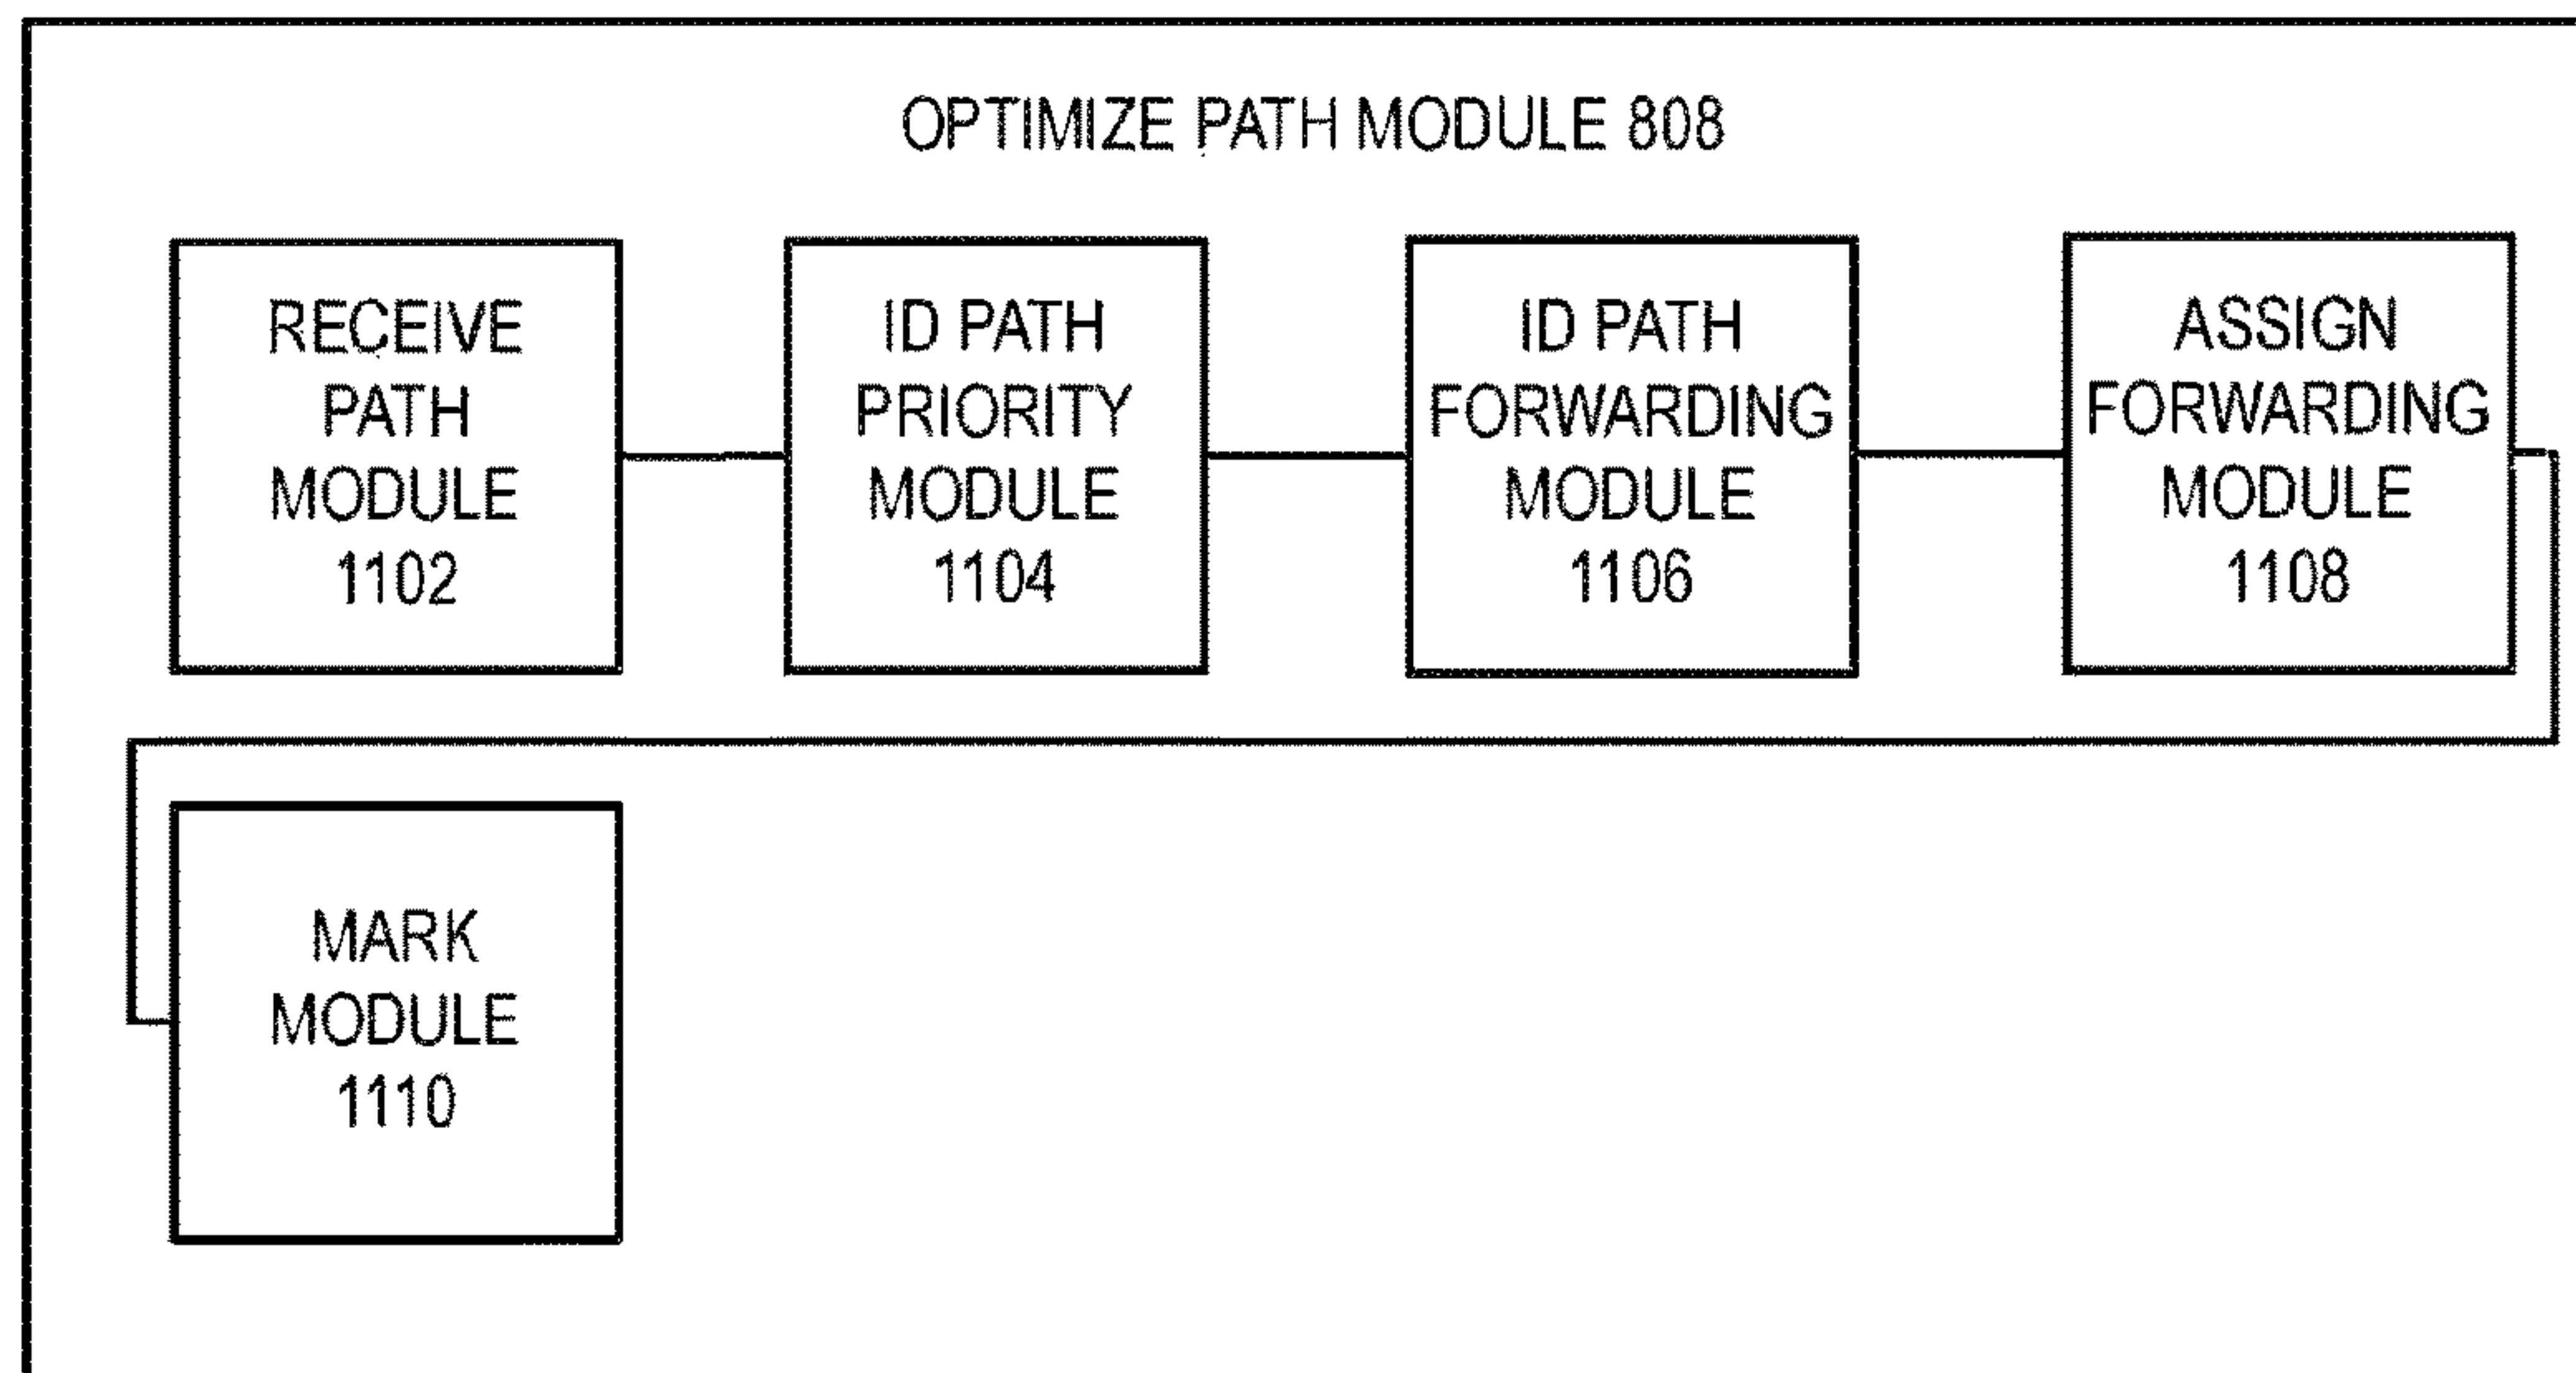 OPTIMIZE PATH MODULE 808
RECEIVE
PATH
MODULE
1102
ID PATH
PRIORITY
MODULE
1104
ID PATH
FORWARDING
MODULE
1106
ASSIGN
FORWARDING
MODULE
1108
MARK
MODULE
1110